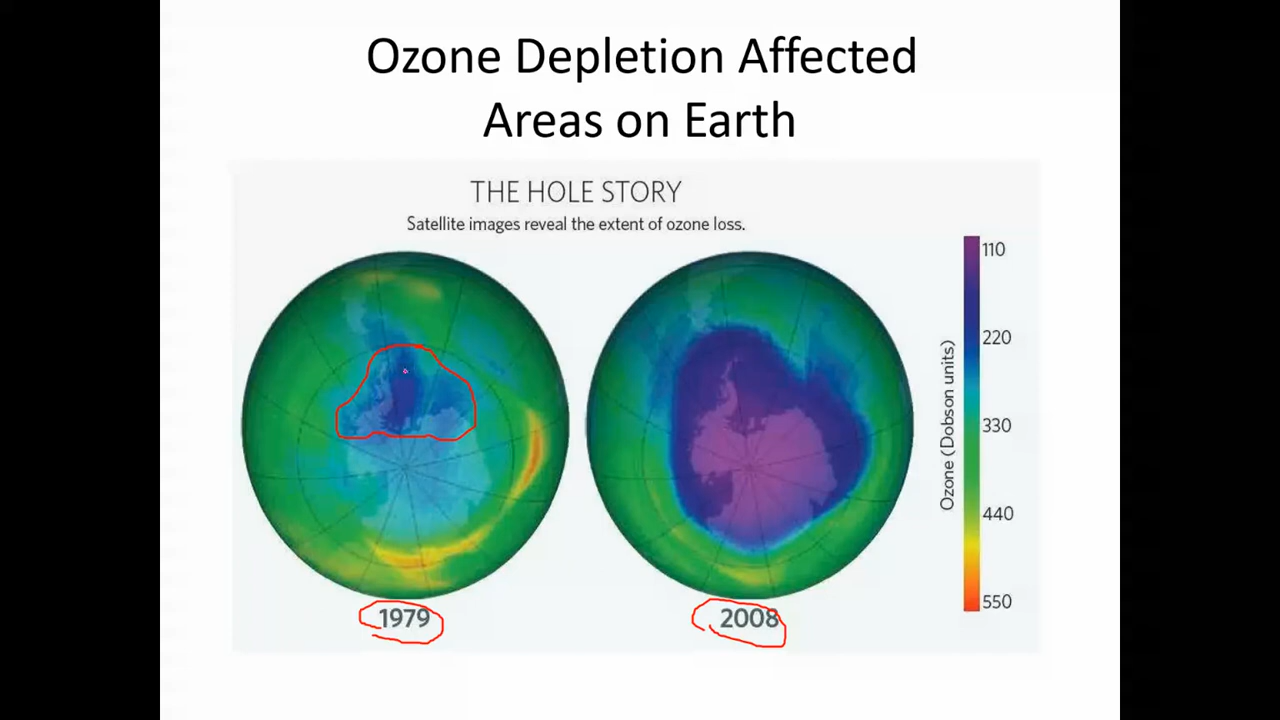 Ozone Depletion Affected
Areas on Earth
THE HOLE STORY
Satellite images reveal the extent of ozone loss.
110
220
330
440
550
Ozone (Dobson units)
1979
2008